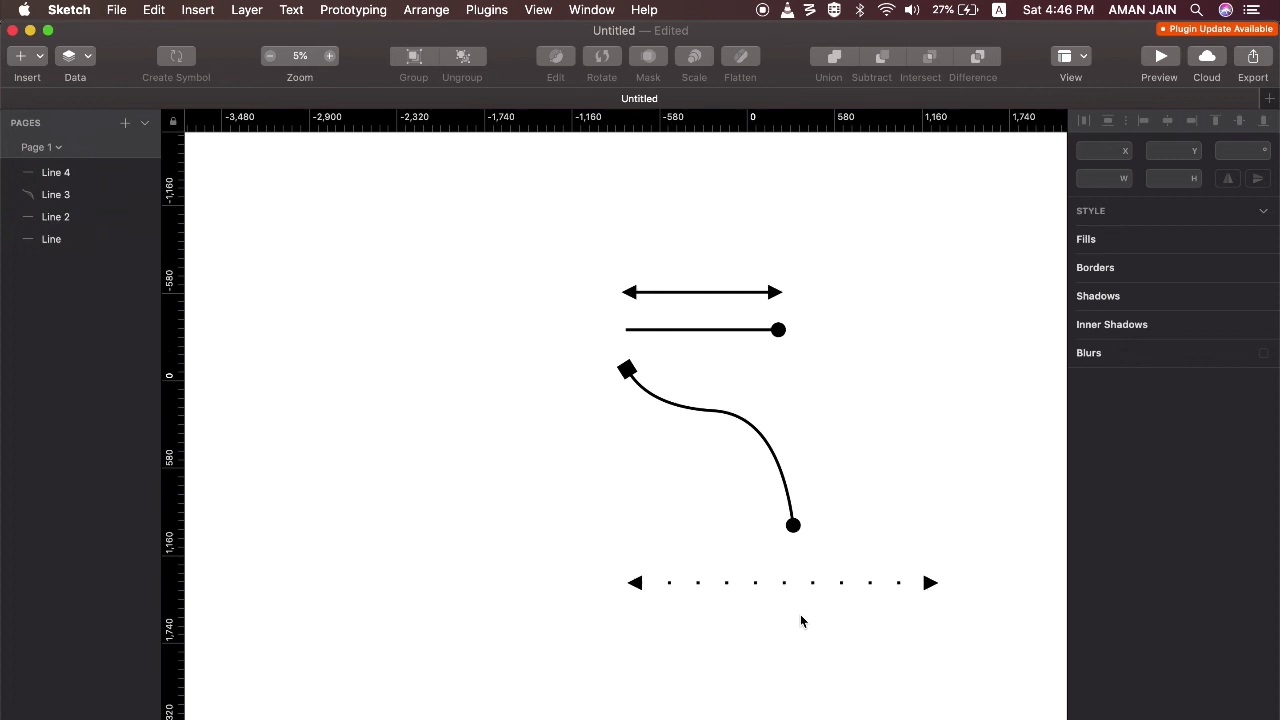 Sketch File Edit Insert Layer Text Prototyping Arrange Plugins View Window Help 27% A Sat 4:46 PM AMAN JAIN
Untitled — Edited
Plugin Update Available
5%
Insert Data Create Symbol Zoom Group Ungroup Edit Rotate Mask Scale Flatten Union Subtract Intersect Difference View Preview Cloud Export
Untitled
PAGES
-3,480 -2,900 -2,320 -1,740 -1,160 -580 0 580 1,160 1,740
Page 1
X Y °
W H
Line 4
Line 3
Line 2
Line
-1,160
-580
0
580
1,160
1,740
STYLE
Fills
Borders
Shadows
Inner Shadows
Blurs